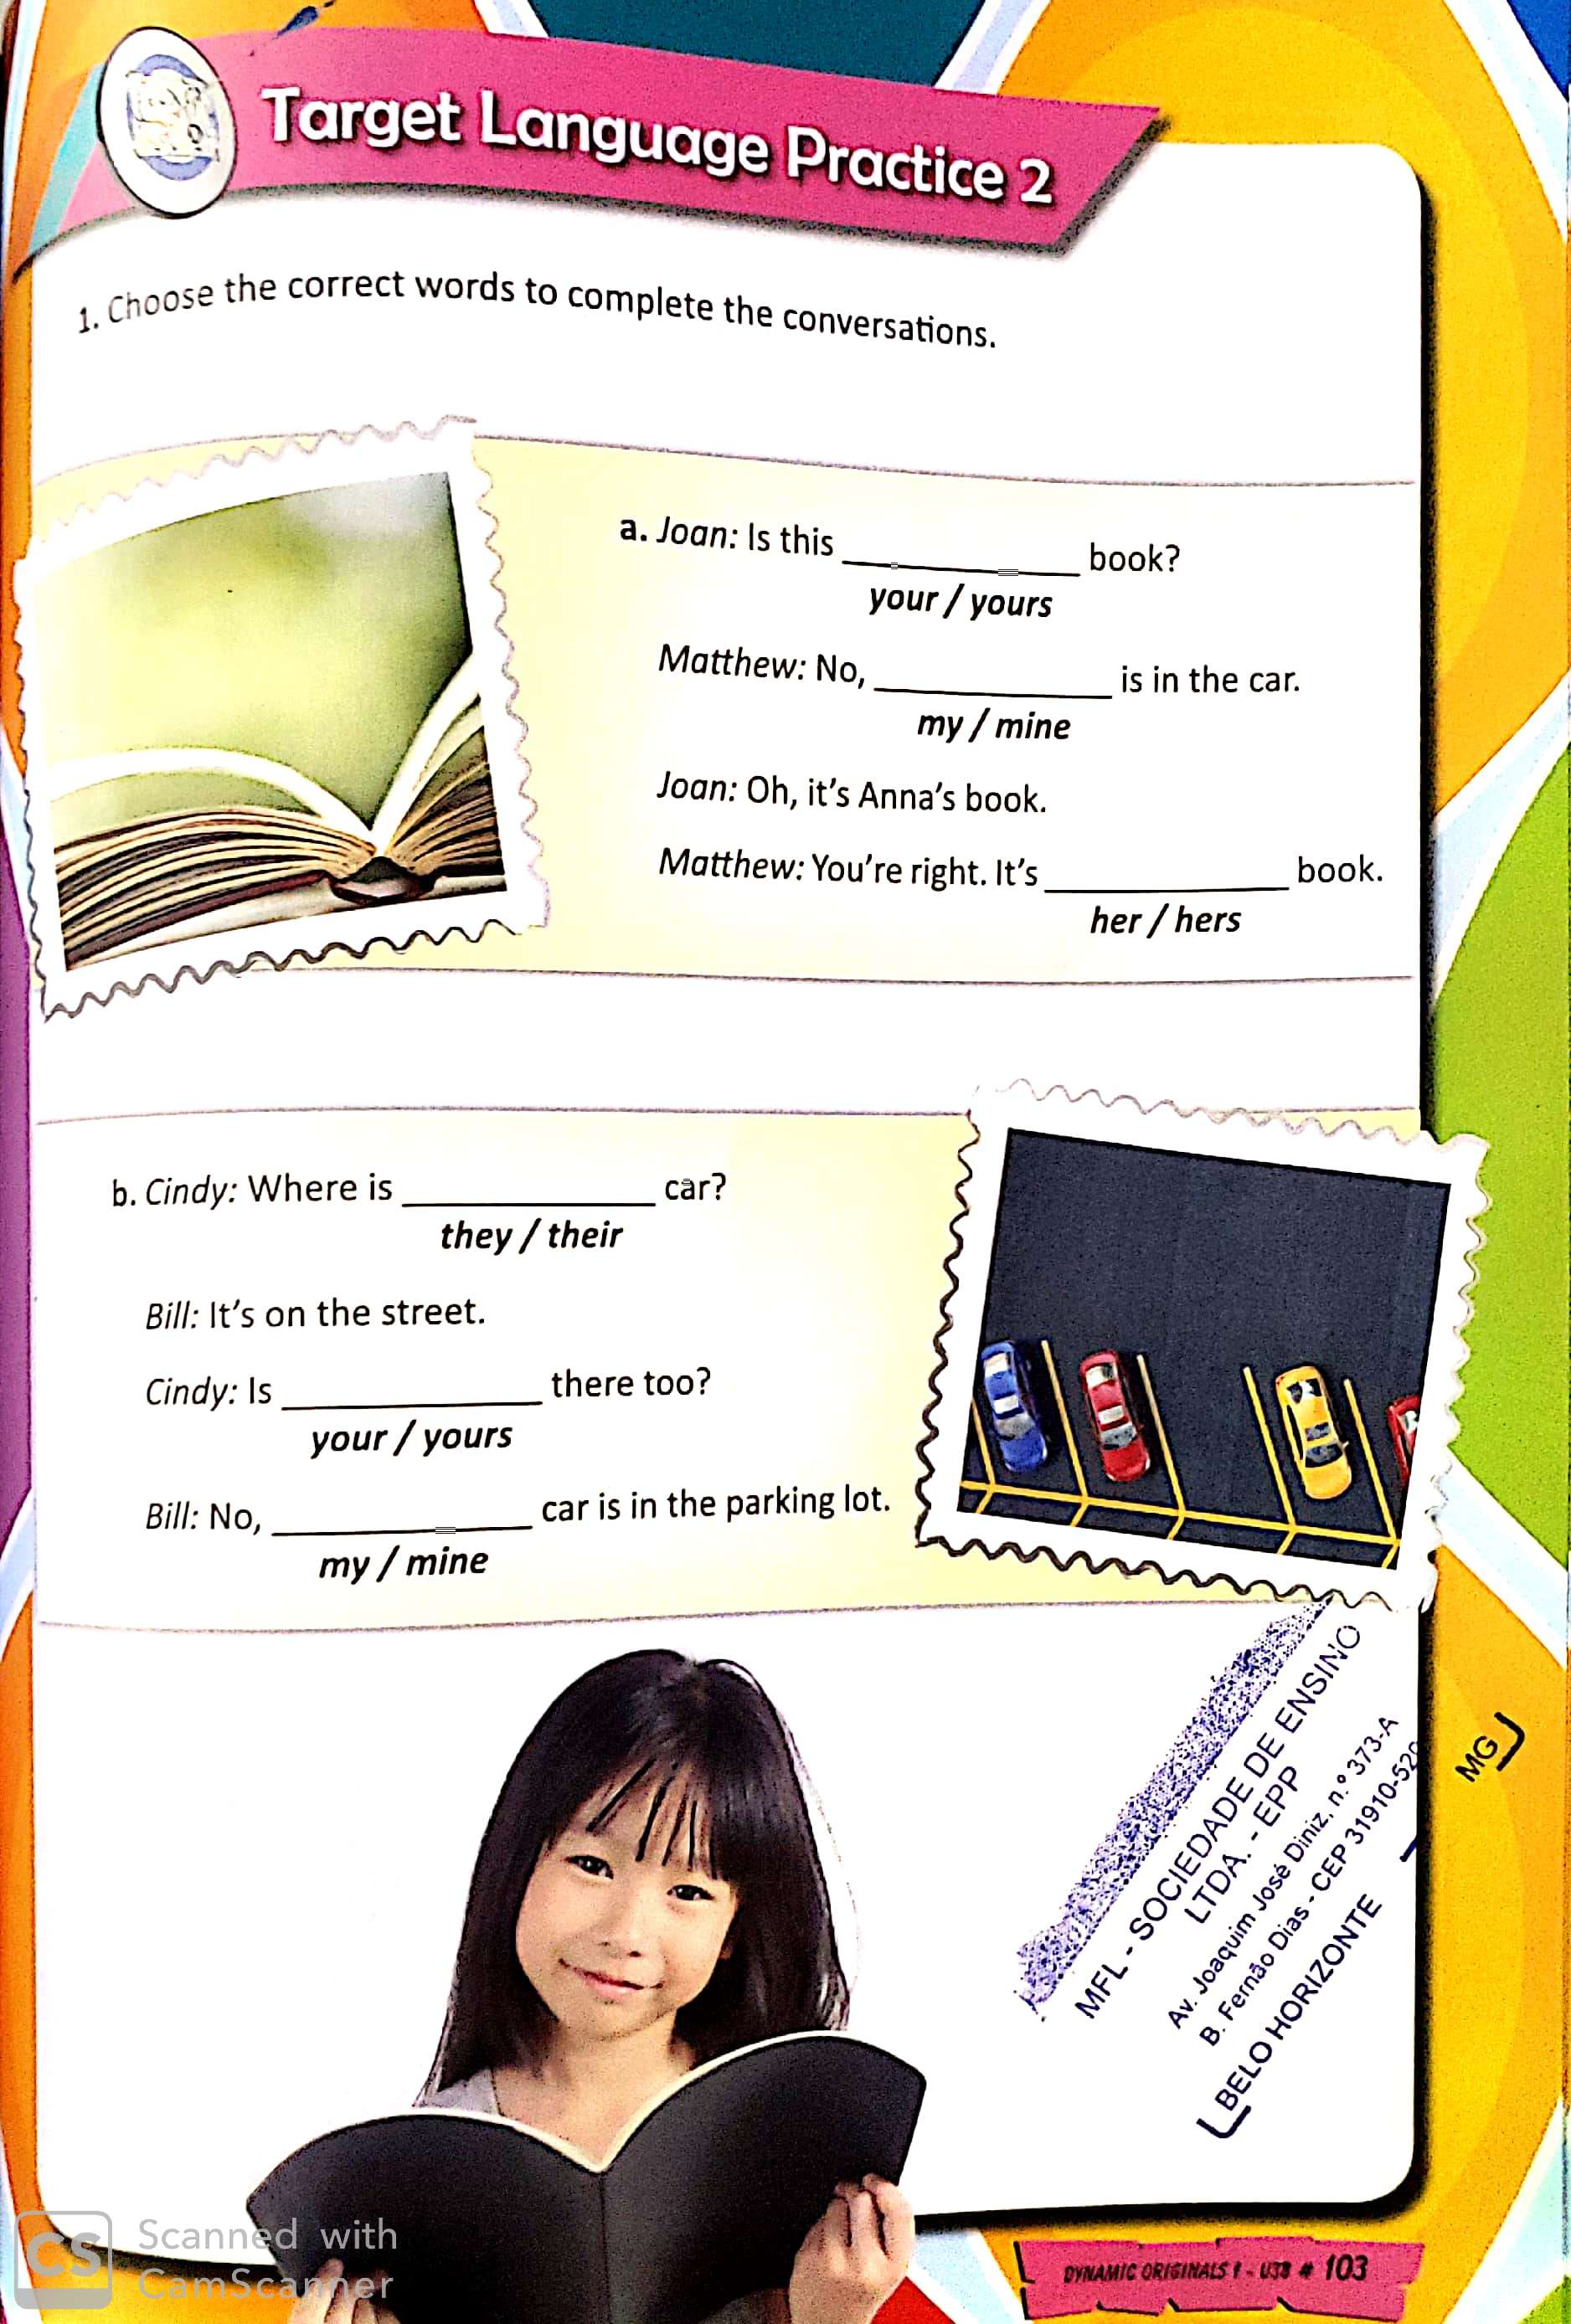 Target Language Practice 2
1. Choose the correct words to complete the conversations.
a. Joan: Is this ____________ book?
your / yours
Matthew: No, ____________ is in the car.
my / mine
Joan: Oh, it's Anna's book.
Matthew: You're right. It's ____________ book.
her / hers
b. Cindy: Where is ____________ car?
they / their
Bill: It's on the street.
Cindy: Is ____________ there too?
your / yours
Bill: No, ____________ car is in the parking lot.
my / mine
MFL - SOCIEDADE DE ENSINO
LTDA. - EPP
Av. Joaquim José Diniz, n.º 373-A
B. Fernão Dias - CEP 31910-520
BELO HORIZONTE MG
CS Scanned with
CamScanner
DYNAMIC ORIGINALS 1 - U38 # 103